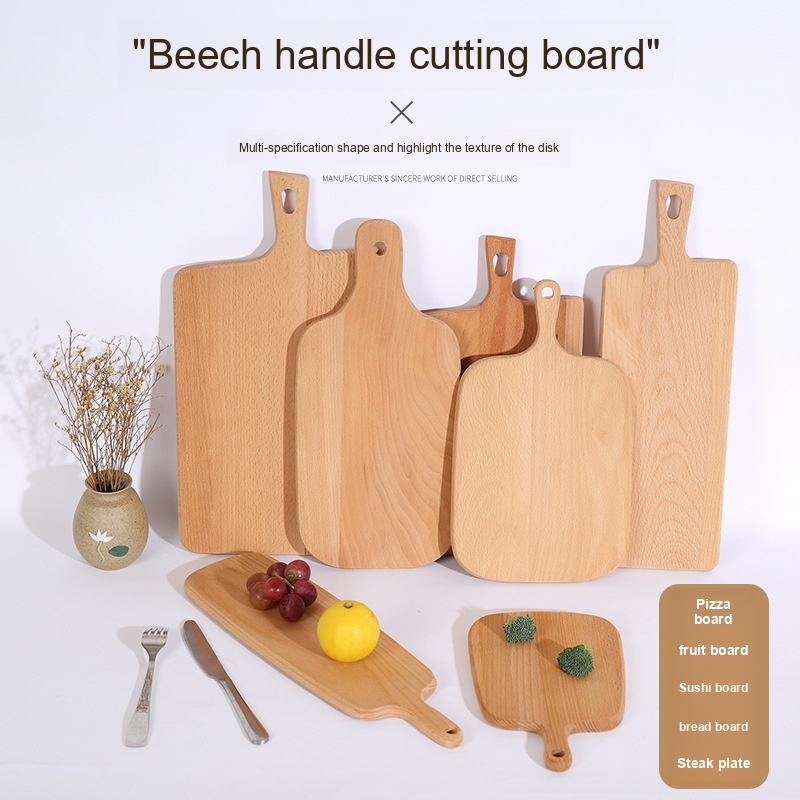 "Beech handle cutting board"
Multi-specification shape and highlight the texture of the disk
MANUFACTURER'S SINCERE WORK OF DIRECT SELLING
Pizza
board
fruit board
Sushi board
bread board
Steak plate